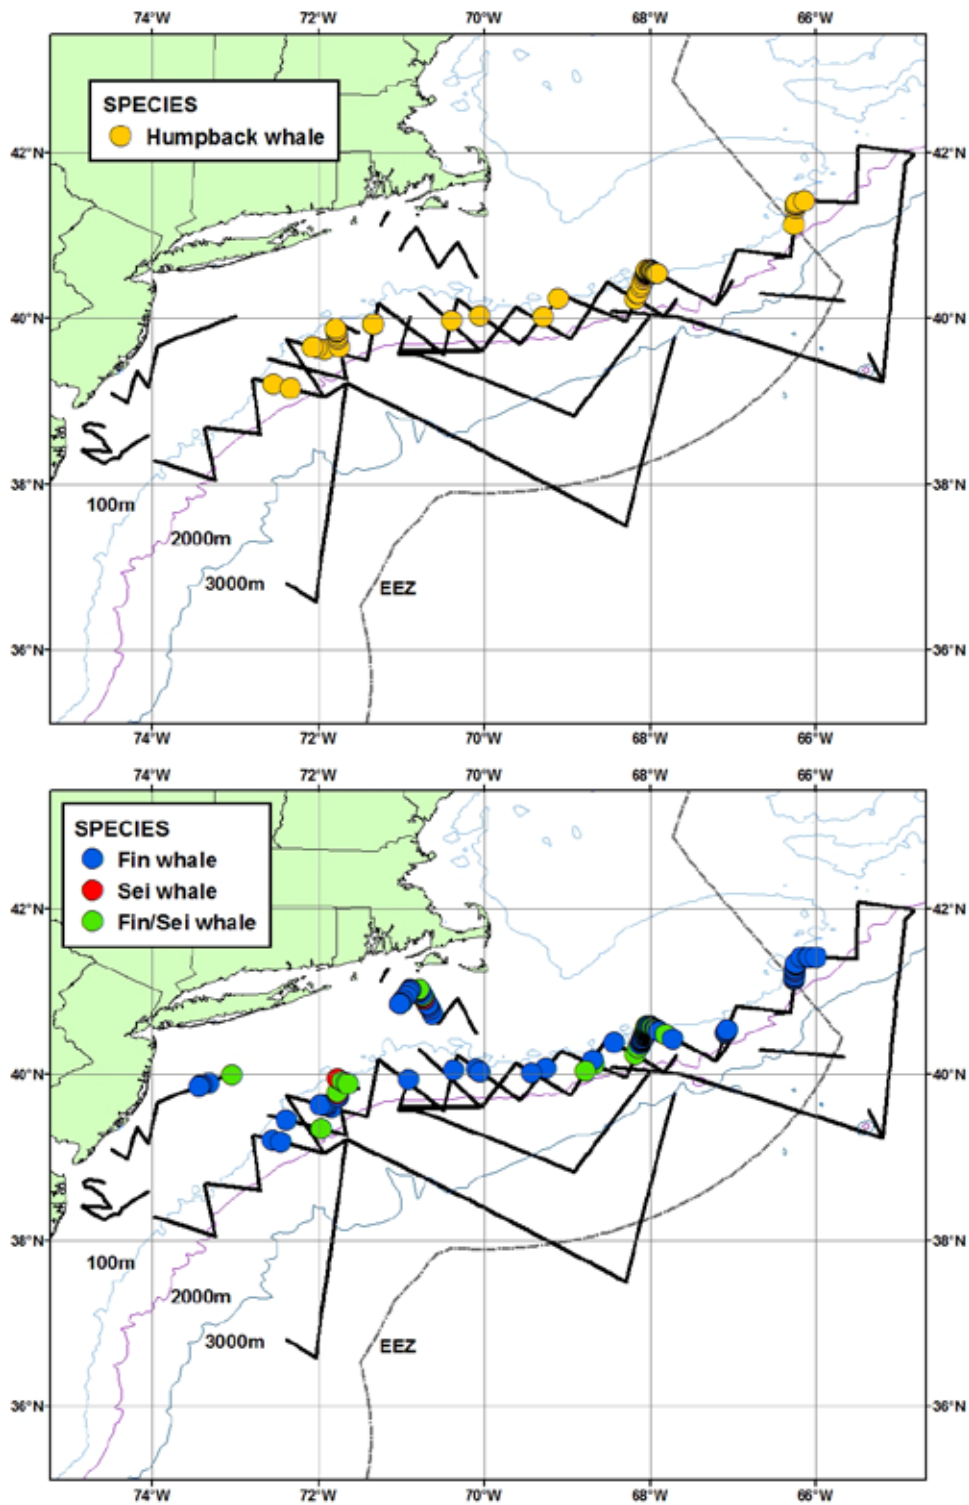 74°W 72°W 70°W 68°W 66°W
SPECIES
Humpback whale
42°N 42°N
40°N 40°N
38°N 38°N
100m
2000m
3000m EEZ
36°N 36°N
74°W 72°W 70°W 68°W 66°W
74°W 72°W 70°W 68°W 66°W
SPECIES
Fin whale
Sei whale
Fin/Sei whale
42°N 42°N
40°N 40°N
38°N 38°N
100m
2000m
3000m EEZ
36°N 36°N
74°W 72°W 70°W 68°W 66°W